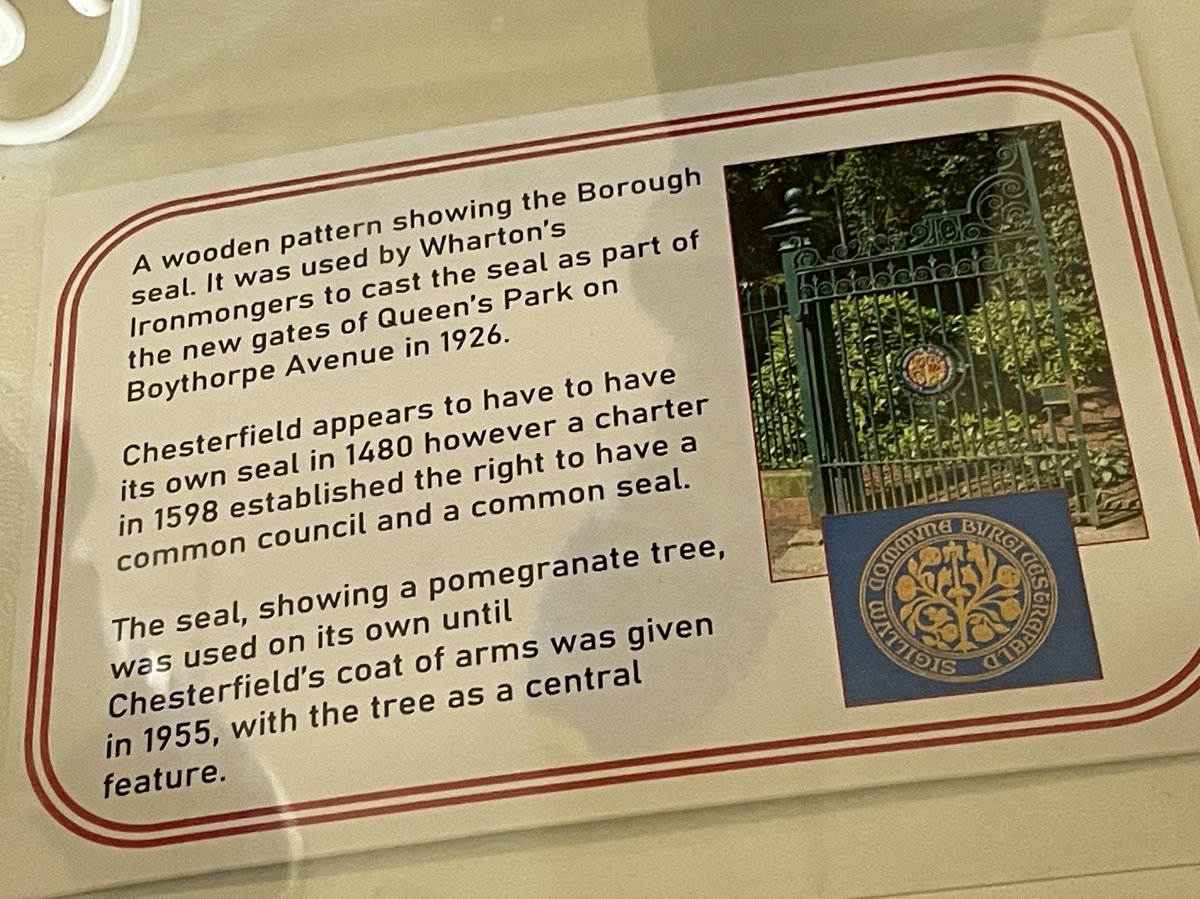 A wooden pattern showing the Borough
seal. It was used by Wharton's
Ironmongers to cast the seal as part of
the new gates of Queen's Park on
Boythorpe Avenue in 1926.
Chesterfield appears to have to have
its own seal in 1480 however a charter
in 1598 established the right to have a
common council and a common seal.
The seal, showing a pomegranate tree,
was used on its own until
Chesterfield's coat of arms was given
in 1955, with the tree as a central
feature.
SIGILLVM COMMVNE BVRGI